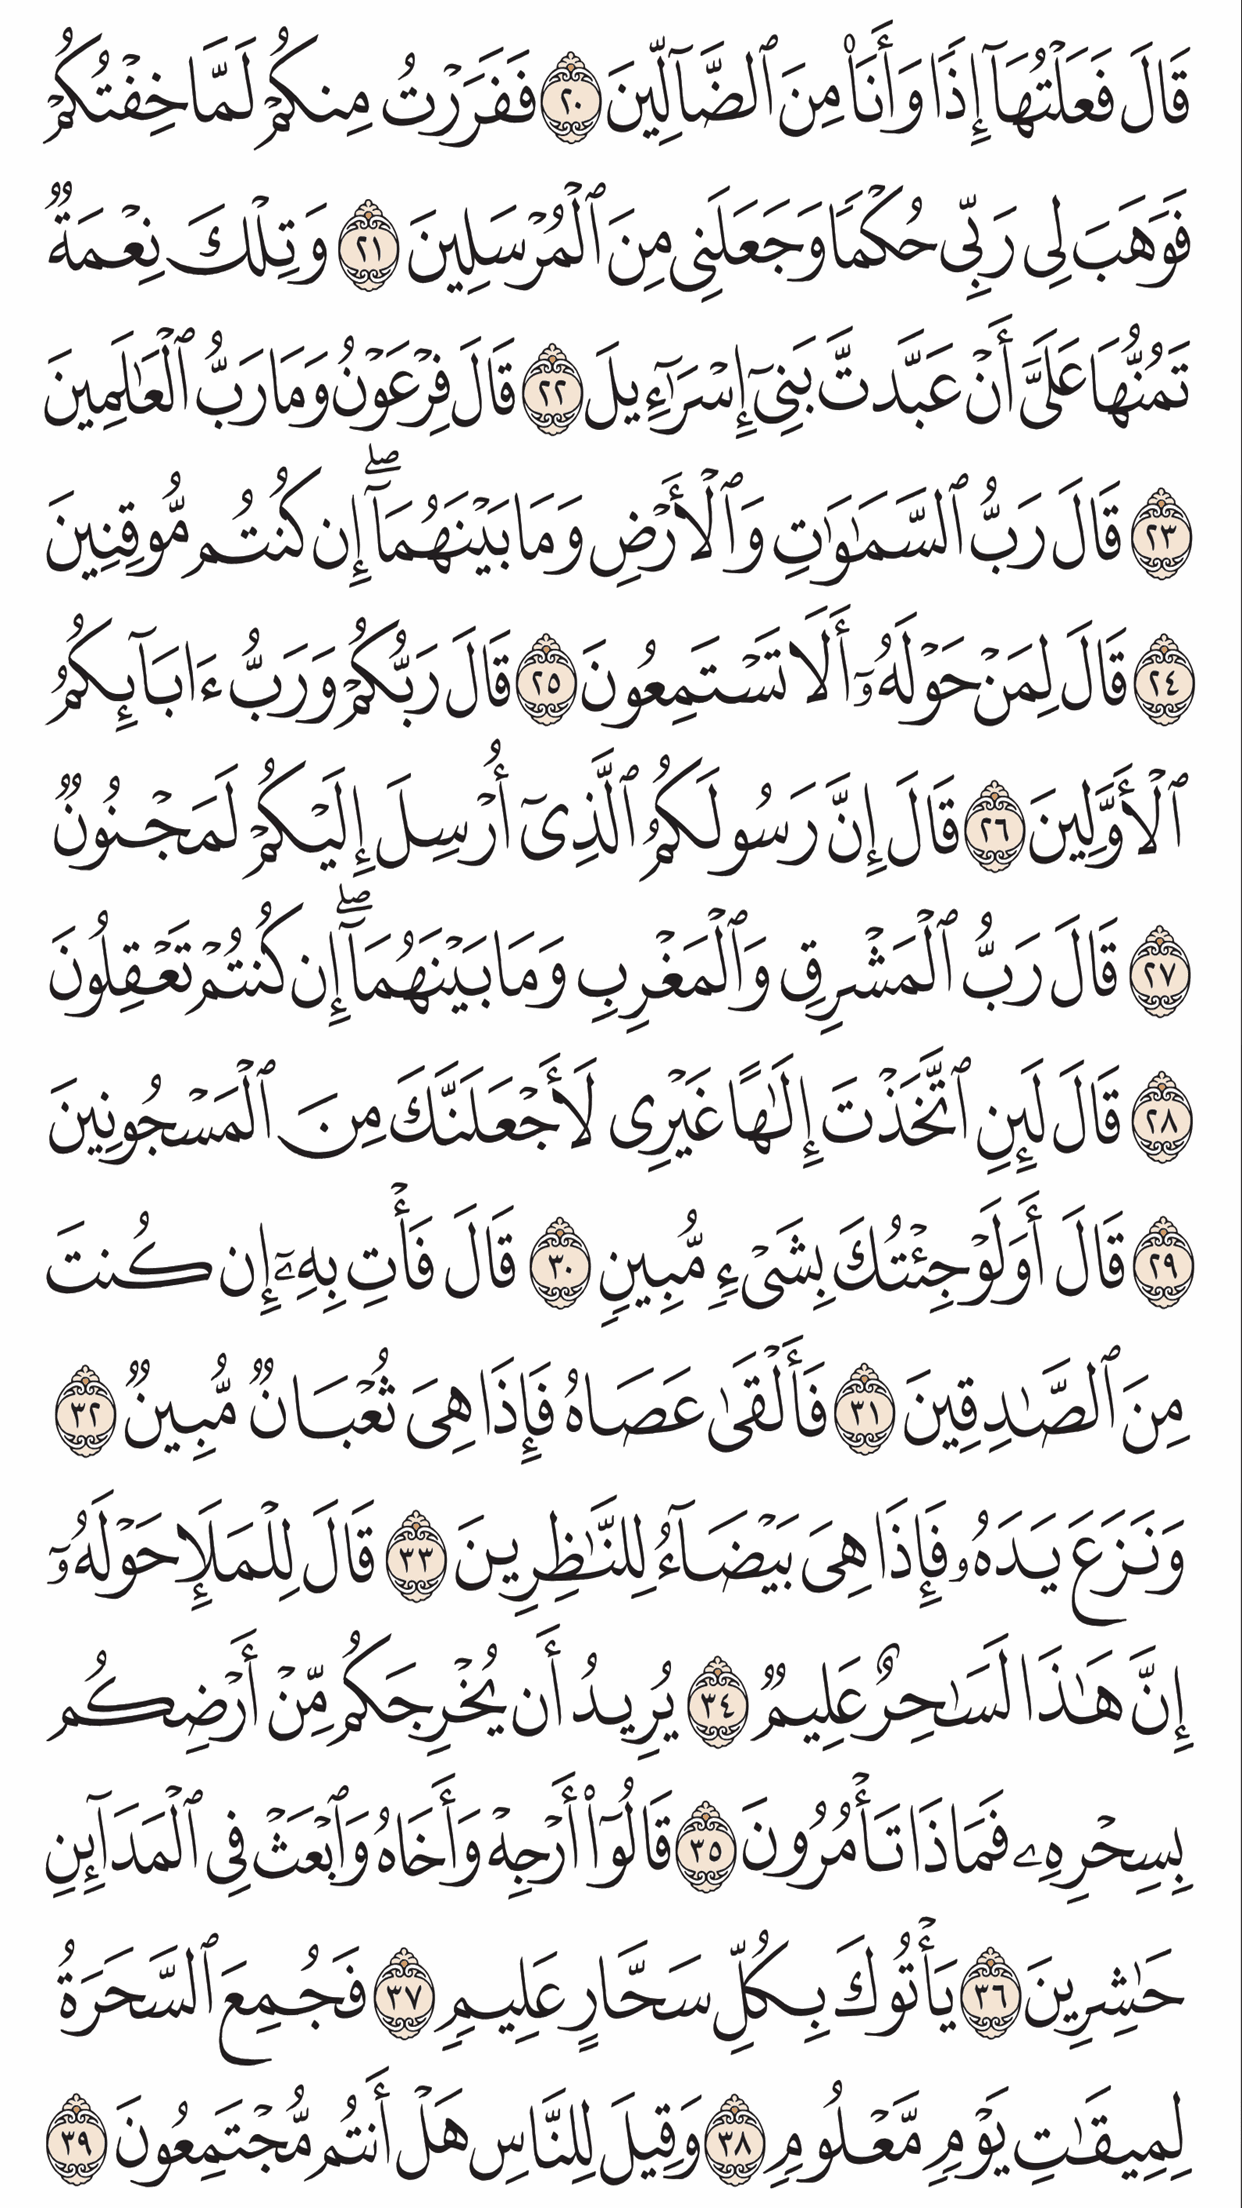 قَالَ فَعَلْتُهَآ إِذًا وَأَنَا۠ مِنَ ٱلضَّآلِّينَ ٢٠ فَفَرَرْتُ مِنكُمْ لَمَّا خِفْتُكُمْ
فَوَهَبَ لِى رَبِّى حُكْمًا وَجَعَلَنِى مِنَ ٱلْمُرْسَلِينَ ٢١ وَتِلْكَ نِعْمَةٌ
تَمُنُّهَا عَلَىَّ أَنْ عَبَّدتَّ بَنِىٓ إِسْرَٰٓءِيلَ ٢٢ قَالَ فِرْعَوْنُ وَمَا رَبُّ ٱلْعَٰلَمِينَ
٢٣ قَالَ رَبُّ ٱلسَّمَٰوَٰتِ وَٱلْأَرْضِ وَمَا بَيْنَهُمَآ ۖ إِن كُنتُم مُّوقِنِينَ
٢٤ قَالَ لِمَنْ حَوْلَهُۥٓ أَلَا تَسْتَمِعُونَ ٢٥ قَالَ رَبُّكُمْ وَرَبُّ ءَابَآئِكُمُ
ٱلْأَوَّلِينَ ٢٦ قَالَ إِنَّ رَسُولَكُمُ ٱلَّذِىٓ أُرْسِلَ إِلَيْكُمْ لَمَجْنُونٌ
٢٧ قَالَ رَبُّ ٱلْمَشْرِقِ وَٱلْمَغْرِبِ وَمَا بَيْنَهُمَآ ۖ إِن كُنتُمْ تَعْقِلُونَ
٢٨ قَالَ لَئِنِ ٱتَّخَذْتَ إِلَٰهًا غَيْرِى لَأَجْعَلَنَّكَ مِنَ ٱلْمَسْجُونِينَ
٢٩ قَالَ أَوَلَوْ جِئْتُكَ بِشَىْءٍ مُّبِينٍ ٣٠ قَالَ فَأْتِ بِهِۦٓ إِن كُنتَ
مِنَ ٱلصَّٰدِقِينَ ٣١ فَأَلْقَىٰ عَصَاهُ فَإِذَا هِىَ ثُعْبَانٌ مُّبِينٌ ٣٢
وَنَزَعَ يَدَهُۥ فَإِذَا هِىَ بَيْضَآءُ لِلنَّٰظِرِينَ ٣٣ قَالَ لِلْمَلَإِ حَوْلَهُۥٓ
إِنَّ هَٰذَا لَسَٰحِرٌ عَلِيمٌ ٣٤ يُرِيدُ أَن يُخْرِجَكُم مِّنْ أَرْضِكُم
بِسِحْرِهِۦ فَمَاذَا تَأْمُرُونَ ٣٥ قَالُوٓا۟ أَرْجِهْ وَأَخَاهُ وَٱبْعَثْ فِى ٱلْمَدَآئِنِ
حَٰشِرِينَ ٣٦ يَأْتُوكَ بِكُلِّ سَحَّارٍ عَلِيمٍ ٣٧ فَجُمِعَ ٱلسَّحَرَةُ
لِمِيقَٰتِ يَوْمٍ مَّعْلُومٍ ٣٨ وَقِيلَ لِلنَّاسِ هَلْ أَنتُم مُّجْتَمِعُونَ ٣٩